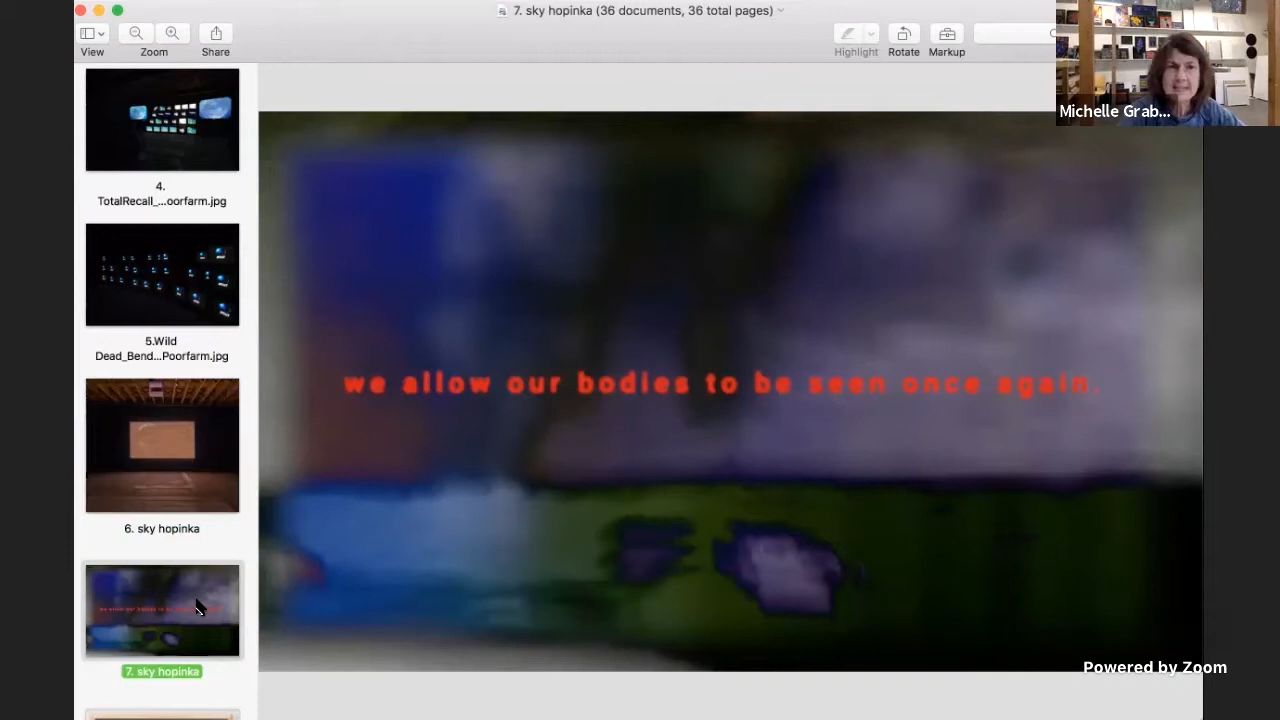 7. sky hopinka (36 documents, 36 total pages)
View
Zoom
Share
Highlight
Rotate
Markup
Michelle Grab...
4.
TotalRecall_...oorfarm.jpg
5.Wild
Dead_Bend...Poorfarm.jpg
6. sky hopinka
7. sky hopinka
we allow our bodies to be seen once again.
Powered by Zoom